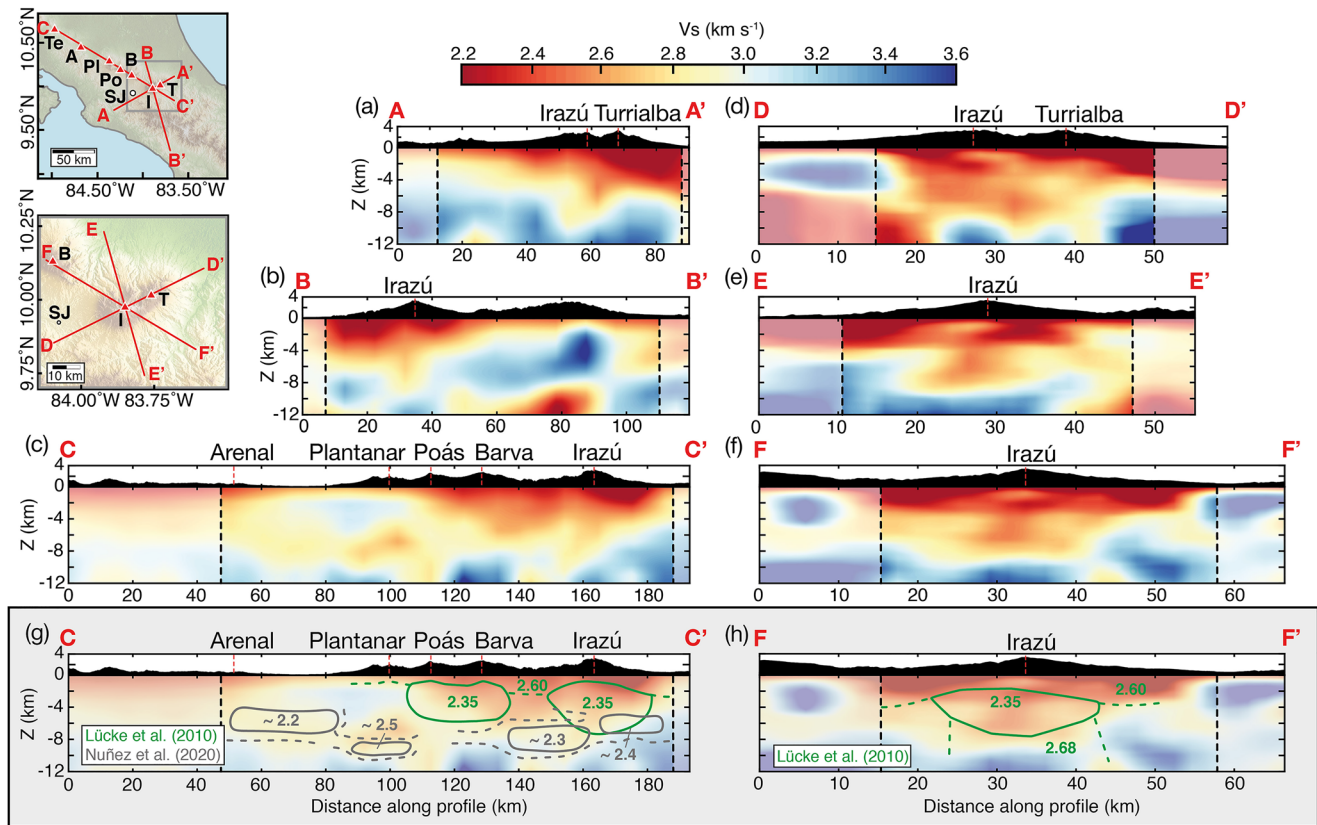 Vs (km s⁻¹)
2.2 2.4 2.6 2.8 3.0 3.2 3.4 3.6
10.50°N
9.50°N
C
Te
A
Pl
B
B
Po
A'
SJ
T
I
C'
A
B'
50 km
84.50°W 83.50°W
10.25°N
10.00°N
9.75°N
E
F
B
D'
T
SJ
I
D
F'
E'
10 km
84.00°W 83.75°W
(a) A Irazú Turrialba A'
4
0
-4
-8
-12
Z (km)
0 20 40 60 80
(d) D Irazú Turrialba D'
0 10 20 30 40 50
(b) B Irazú B'
4
0
-4
-8
-12
Z (km)
0 20 40 60 80 100
(e) E Irazú E'
0 10 20 30 40 50
(c) C Arenal Plantanar Poás Barva Irazú C'
4
0
-4
-8
-12
Z (km)
0 20 40 60 80 100 120 140 160 180
(f) F Irazú F'
0 10 20 30 40 50 60
(g) C Arenal Plantanar Poás Barva Irazú C'
4
0
-4
-8
-12
Z (km)
2.60
2.35
2.35
~ 2.2
~ 2.5
~ 2.3
~ 2.4
Lücke et al. (2010)
Nuñez et al. (2020)
0 20 40 60 80 100 120 140 160 180
Distance along profile (km)
(h) F Irazú F'
2.35
2.60
2.68
Lücke et al. (2010)
0 10 20 30 40 50 60
Distance along profile (km)